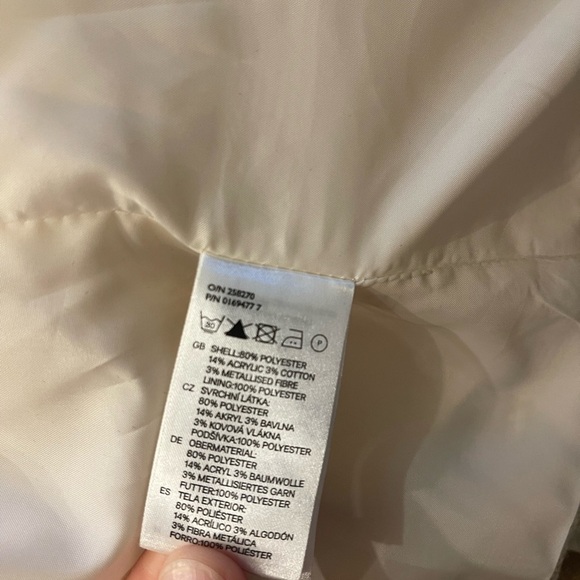 O/N 258270
P/N 0169477 7
30
P
GB SHELL:80% POLYESTER
14% ACRYLIC 3% COTTON
3% METALLISED FIBRE
LINING:100% POLYESTER
CZ SVRCHNÍ LÁTKA:
80% POLYESTER
14% AKRYL 3% BAVLNA
3% KOVOVÁ VLÁKNA
PODŠÍVKA:100% POLYESTER
DE OBERMATERIAL:
80% POLYESTER
14% ACRYL 3% BAUMWOLLE
3% METALLISIERTES GARN
FUTTER:100% POLYESTER
ES TELA EXTERIOR:
80% POLIÉSTER
14% ACRÍLICO 3% ALGODÓN
3% FIBRA METÁLICA
FORRO:100% POLIÉSTER